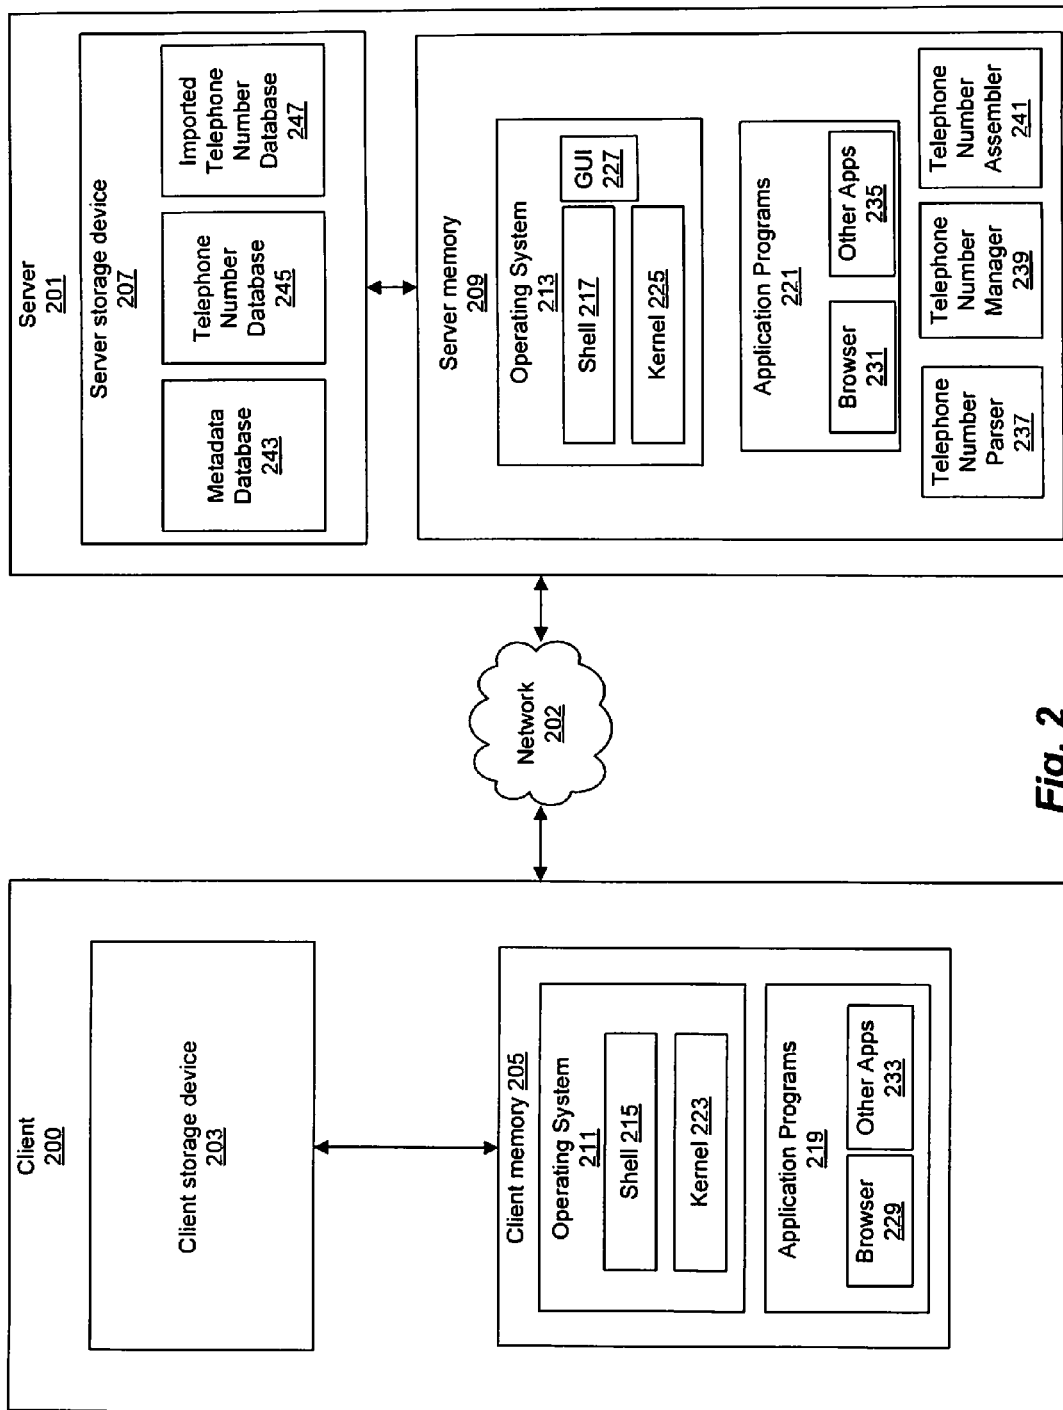 Client
200
Client storage device
203
Client memory 205
Operating System
211
Shell 215
Kernel 223
Application Programs
219
Browser
229
Other Apps
233
Network
202
Server
201
Server storage device
207
Metadata
Database
243
Telephone
Number
Database
245
Imported
Telephone
Number
Database
247
Server memory
209
Operating System
213
Shell 217
GUI
227
Kernel 225
Application Programs
221
Browser
231
Other Apps
235
Telephone
Number
Parser
237
Telephone
Number
Manager
239
Telephone
Number
Assembler
241
Fig. 2